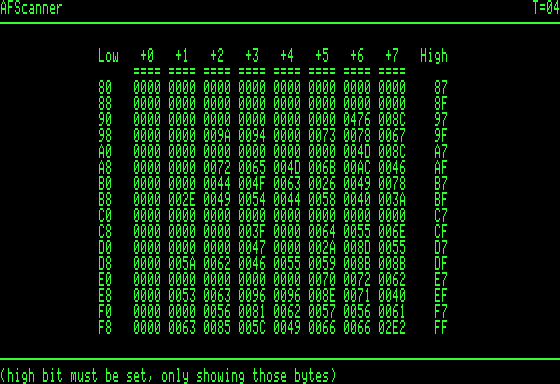 AFScanner T=04
Low +0 +1 +2 +3 +4 +5 +6 +7 High
==== ==== ==== ==== ==== ==== ==== ====
80 0000 0000 0000 0000 0000 0000 0000 0000 87
88 0000 0000 0000 0000 0000 0000 0000 0000 8F
90 0000 0000 0000 0000 0000 0000 0476 008C 97
98 0000 0000 009A 0094 0000 0073 0078 0067 9F
A0 0000 0000 0000 0000 0000 0000 004D 008C A7
A8 0000 0000 0072 0065 004D 006B 00AC 0046 AF
B0 0000 0000 0044 004F 0063 0026 0049 0078 B7
B8 0000 002E 0049 0054 0044 0058 0040 003A BF
C0 0000 0000 0000 0000 0000 0000 0000 0000 C7
C8 0000 0000 0000 003F 0000 0064 0055 006E CF
D0 0000 0000 0000 0047 0000 002A 008D 0055 D7
D8 0000 005A 0062 0046 0055 0059 008B 008B DF
E0 0000 0000 0000 0000 0000 0070 0072 0062 E7
E8 0000 0053 0063 0096 0096 008E 0071 0040 EF
F0 0000 0000 0056 0081 0062 0057 0056 0061 F7
F8 0000 0063 0085 005C 0049 0066 0066 02E2 FF
(high bit must be set, only showing those bytes)